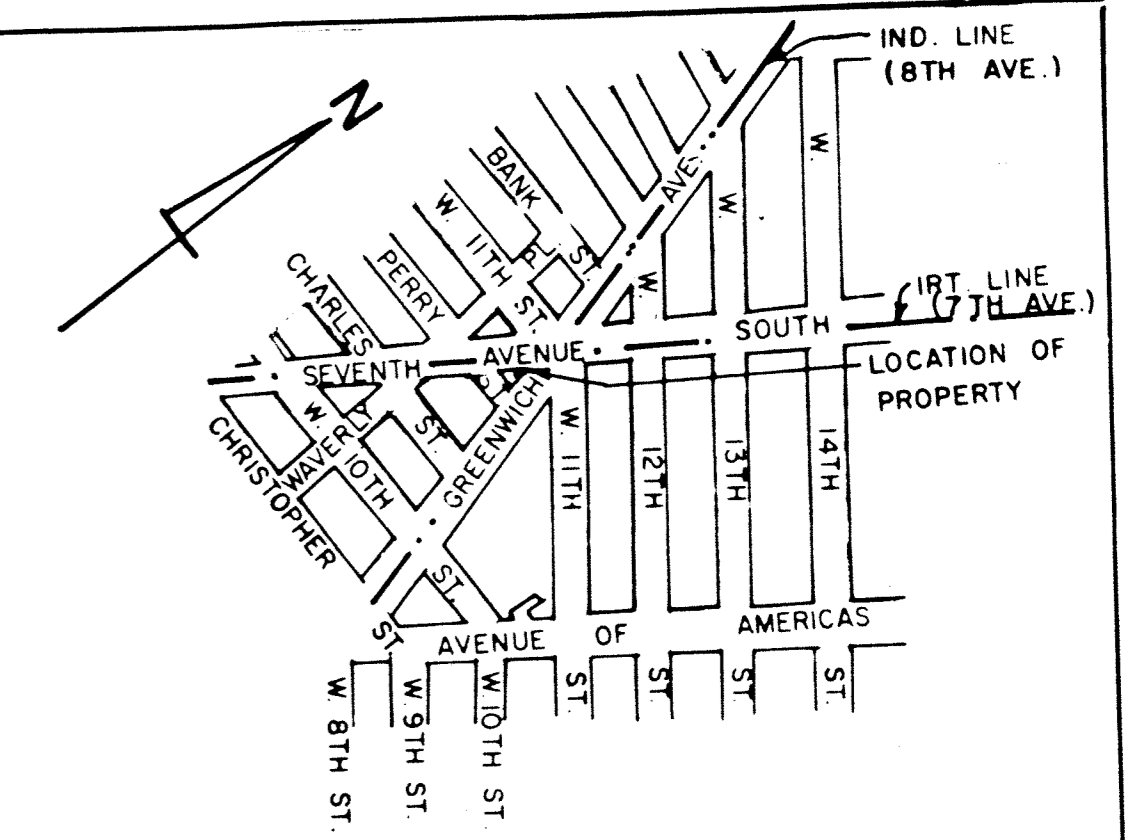 IND. LINE
(8TH AVE.)
N
BANK ST.
W. 11TH ST.
PL.
PERRY ST.
CHARLES
AVE.
W.
W.
W.
IRT. LINE
(7TH AVE.)
SEVENTH AVENUE SOUTH
LOCATION OF
PROPERTY
CHRISTOPHER ST.
WAVERLY
W. 10TH ST.
GREENWICH
W. 11TH ST.
12TH ST.
13TH ST.
14TH ST.
AVENUE OF AMERICAS
W. 8TH ST.
W. 9TH ST.
W. 10TH ST.